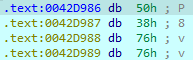 .text:0042D986 db 50h ; P
.text:0042D987 db 38h ; 8
.text:0042D988 db 76h ; v
.text:0042D989 db 76h ; v